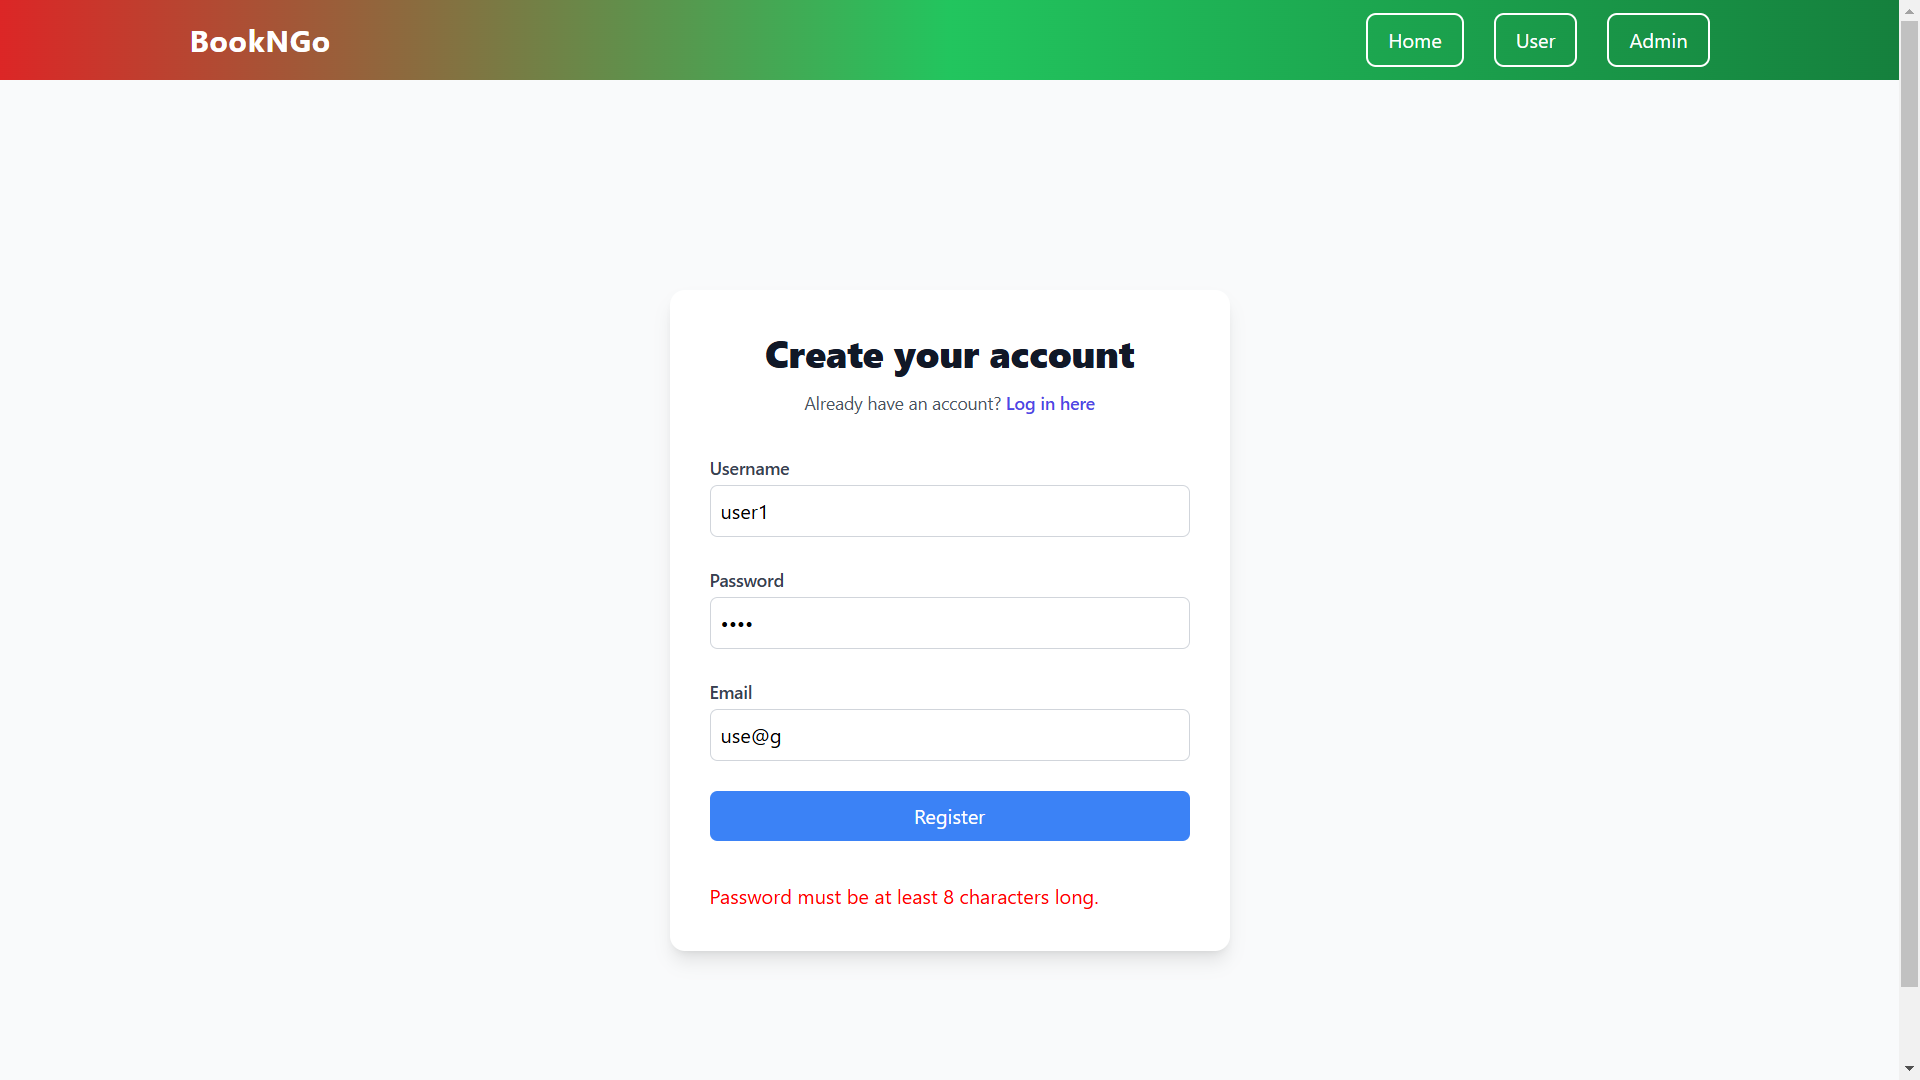 BookNGo
Home
User
Admin
Create your account
Already have an account? Log in here
Username
user1
Password
••••
Email
use@g
Register
Password must be at least 8 characters long.